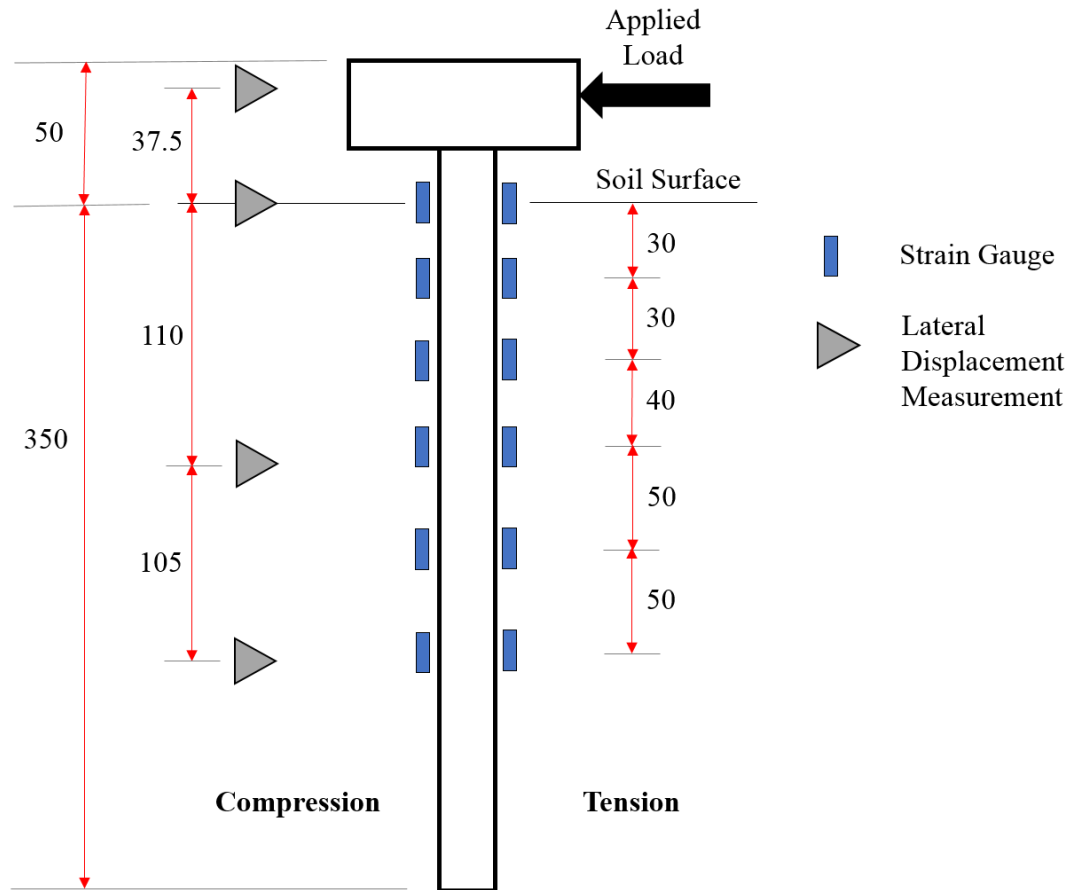 Applied
Load
50
37.5
Soil Surface
30
Strain Gauge
30
110
Lateral
Displacement
Measurement
40
350
50
105
50
Compression
Tension